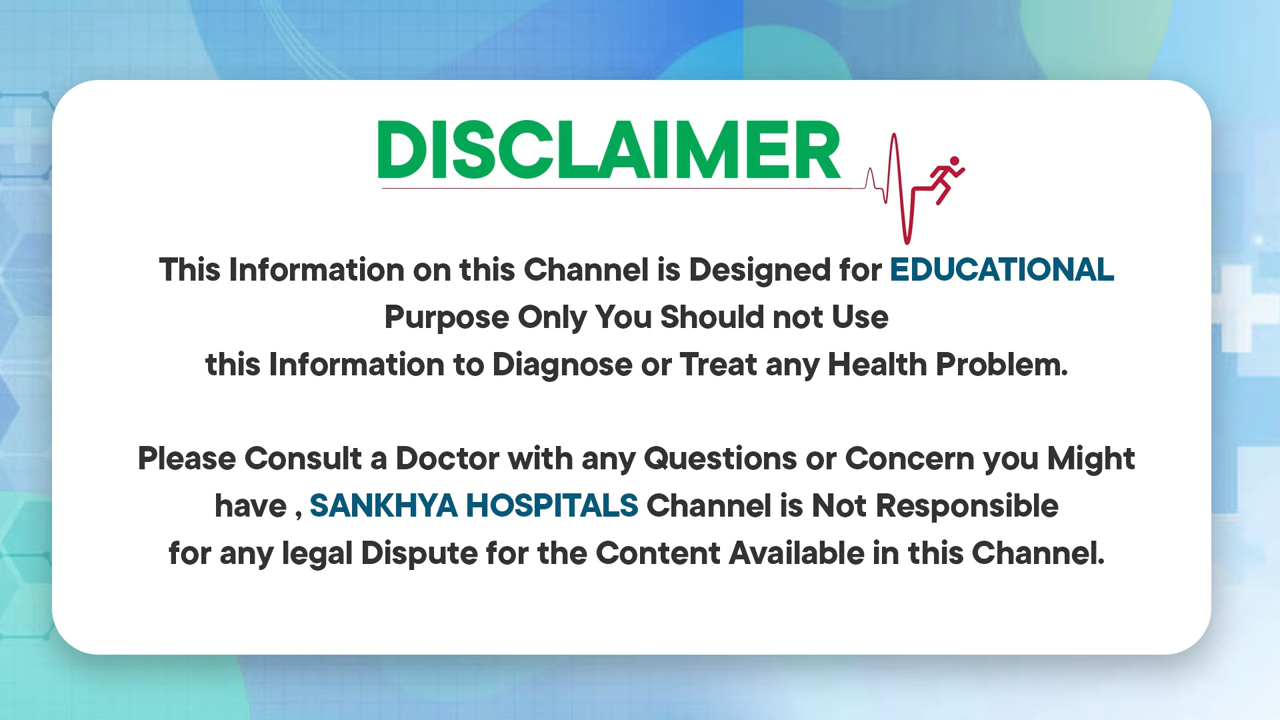 DISCLAIMER
This Information on this Channel is Designed for EDUCATIONAL
Purpose Only You Should not Use
this Information to Diagnose or Treat any Health Problem.
Please Consult a Doctor with any Questions or Concern you Might
have , SANKHYA HOSPITALS Channel is Not Responsible
for any legal Dispute for the Content Available in this Channel.